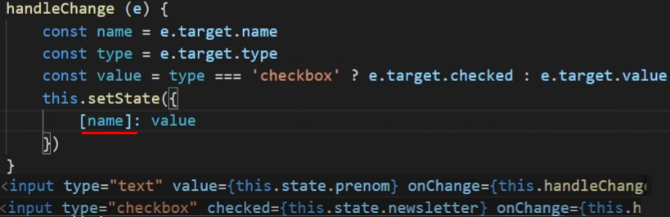 handleChange (e) {
const name = e.target.name
const type = e.target.type
const value = type === 'checkbox' ? e.target.checked : e.target.value
this.setState({
[name]: value
})
}
<input type="text" value={this.state.prenom} onChange={this.handleChange
<input type="checkbox" checked={this.state.newsletter} onChange={this.h